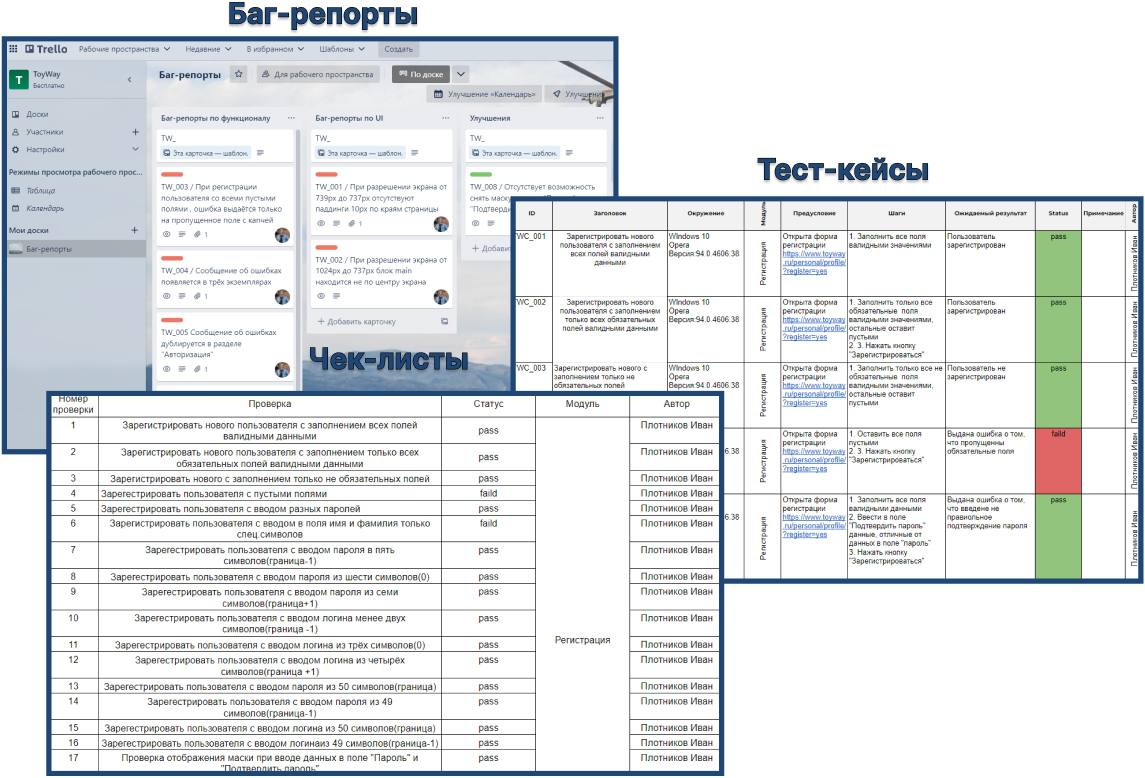 Баг-репорты
Trello
Рабочие пространства
Недавние
В избранном
Шаблоны
Создать
T
ToyWay
Бесплатно
Доски
Участники
Настройки
Режимы просмотра рабочего прос...
Таблица
Календарь
Мои доски
Баг-репорты
Баг-репорты
Для рабочего пространства
По доске
Улучшение «Календарь»
Улучшени
Баг-репорты по функционалу
TW_
Эта карточка — шаблон.
TW_003 / При регистрации
пользователя со всеми пустыми
полями , ошибка выдаётся только
на пропущенное поле с капчей
1
TW_004 / Сообщение об ошибках
появляется в трёх экземплярах
1
TW_005 Сообщение об ошибках
дублируется в разделе
"Авторизация"
1
Баг-репорты по UI
TW_
Эта карточка — шаблон.
TW_001 / При разрешении экрана от
739px до 737px отсутствуют
паддинги 10px по краям страницы
1
TW_002 / При разрешении экрана от
1024px до 737px блок main
находится не по центру экрана
Добавить карточку
Улучшения
TW_
Эта карточка — шаблон.
TW_008 / Отсутствует возможность
снять маску
"Подтверд
Добави
Тест-кейсы
ID Заголовок Окружение Модуль Предусловие Шаги Ожидаемый результат Status Примечание Автор
WC_001
Зарегистрировать нового
пользователя с заполнением
всех полей валидными
данными
WIndows 10
Opera
Версия:94.0.4606.38
Регистрация
Открыта форма
регистрации
https://www.toyway
.ru/personal/profile/
?register=yes
1. Заполнить все поля
валидными значениями
Пользователь
зарегистрирован
pass
Плотников Иван
WC_002
Зарегистрировать нового
пользователя с заполнением
только всех обязательных
полей валидными данными
WIndows 10
Opera
Версия:94.0.4606.38
Регистрация
Открыта форма
регистрации
https://www.toyway
.ru/personal/profile/
?register=yes
1. Заполнить только все
обязательные поля
валидными значениями,
остальные оставит
пустыми
2. 3. Нажать кнопку
"Зарегистрироваться"
Пользователь
зарегистрирован
pass
Плотников Иван
WC_003
Зарегистрировать нового с
заполнением только не
обязательных полей
WIndows 10
Opera
Версия:94.0.4606.38
Регистрация
Открыта форма
регистрации
https://www.toyway
.ru/personal/profile/
?register=yes
1. Заполнить только все не
обязательные поля
валидными значениями,
остальные оставит
пустыми
Пользователь не
зарегистрирован
pass
Плотников Иван
6.38
Регистрация
Открыта форма
регистрации
https://www.toyway
.ru/personal/profile/
?register=yes
1. Оставить все поля
пустыми
2. 3. Нажать кнопку
"Зарегистрироваться"
Выдана ошибка о том,
что пропущенны
обязательные поля
faild
Плотников Иван
6.38
Регистрация
Открыта форма
регистрации
https://www.toyway
.ru/personal/profile/
?register=yes
1. Заполнить все поля
валидными данными
2. Ввести в поле
"Подтвердить пароль"
данные, отличные от
данных в поле "пароль"
3. Нажать кнопку
"Зарегистрироваться"
Выдана ошибка о том,
что введене не
правильное
подтверждение пароля
pass
Плотников Иван
Чек-листы
Номер
проверки
Проверка Статус Модуль Автор
1 Зарегистрировать нового пользователя с заполнением всех полей
валидными данными pass Плотников Иван
2 Зарегистрировать нового пользователя с заполнением только всех
обязательных полей валидными данными pass Плотников Иван
3 Зарегистрировать нового с заполнением только не обязательных полей pass Плотников Иван
4 Зарегестрировать пользователя с пустыми полями faild Плотников Иван
5 Зарегестрировать пользователя с вводом разных паролей pass Плотников Иван
6 Зарегистрировать пользователя с вводом в поля имя и фамилия только
спец.символов faild Плотников Иван
7 Зарегестрировать пользователя с вводом пароля в пять
символов(граница-1) pass Плотников Иван
8 Зарегистрировать пользователя с вводом пароля из шести символов(0) pass Плотников Иван
9 Зарегестрировать пользователя с вводом пароля из семи
символов(граница+1) pass Плотников Иван
10 Зарегестрировать пользователя с вводом логина менее двух
символов(граница -1) pass Плотников Иван
11 Зарегестрировать пользователя с вводом логина из трёх символов(0) pass Регистрация Плотников Иван
12 Зарегестрировать пользователя с вводом логина из четырёх
символов(граница +1) pass Плотников Иван
13 Зарегестрировать пользователя с вводом пароля из 50 символов(граница) pass Плотников Иван
14 Зарегестрировать пользователя с вводом пароля из 49
символов(граница-1) pass Плотников Иван
15 Зарегестрировать пользователя с вводом логина из 50 символов(граница) pass Плотников Иван
16 Зарегестрировать пользователя с вводом логинаиз 49 символов(граница-1) pass Плотников Иван
17 Проверка отображения маски при вводе данных в поле "Пароль" и
"Подтвердить пароль" pass Плотников Иван